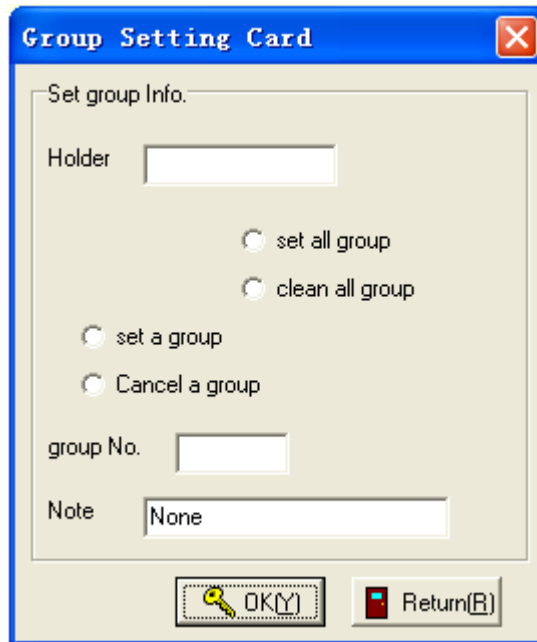 Group Setting Card
Set group Info.
Holder
set all group
clean all group
set a group
Cancel a group
group No.
Note None
OK(Y) Return(R)